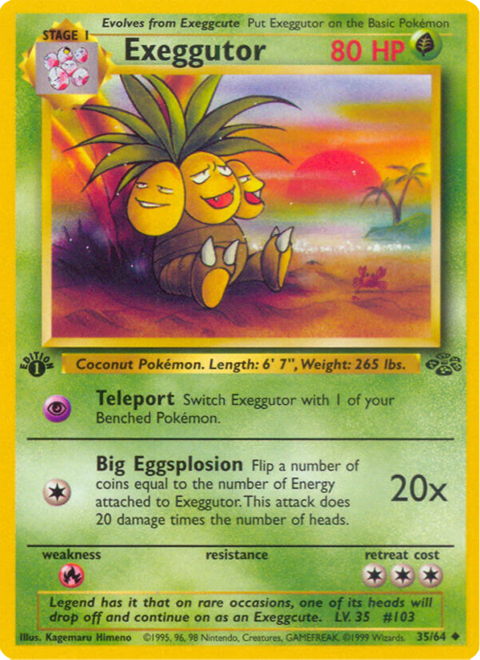 Evolves from Exeggcute Put Exeggutor on the Basic Pokémon
STAGE 1
Exeggutor 80 HP
EDITION
1
Coconut Pokémon. Length: 6' 7", Weight: 265 lbs.
Teleport Switch Exeggutor with 1 of your
Benched Pokémon.
Big Eggsplosion Flip a number of
coins equal to the number of Energy
attached to Exeggutor. This attack does
20 damage times the number of heads.
20x
weakness resistance retreat cost
Legend has it that on rare occasions, one of its heads will
drop off and continue on as an Exeggcute. LV. 35 #103
Illus. Kagemaru Himeno ©1995, 96, 98 Nintendo, Creatures, GAMEFREAK. ©1999 Wizards. 35/64